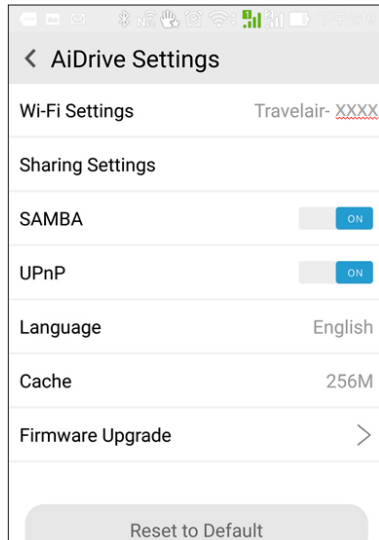 AiDrive Settings
Wi-Fi Settings Travelair- XXXX
Sharing Settings
SAMBA ON
UPnP ON
Language English
Cache 256M
Firmware Upgrade
Reset to Default